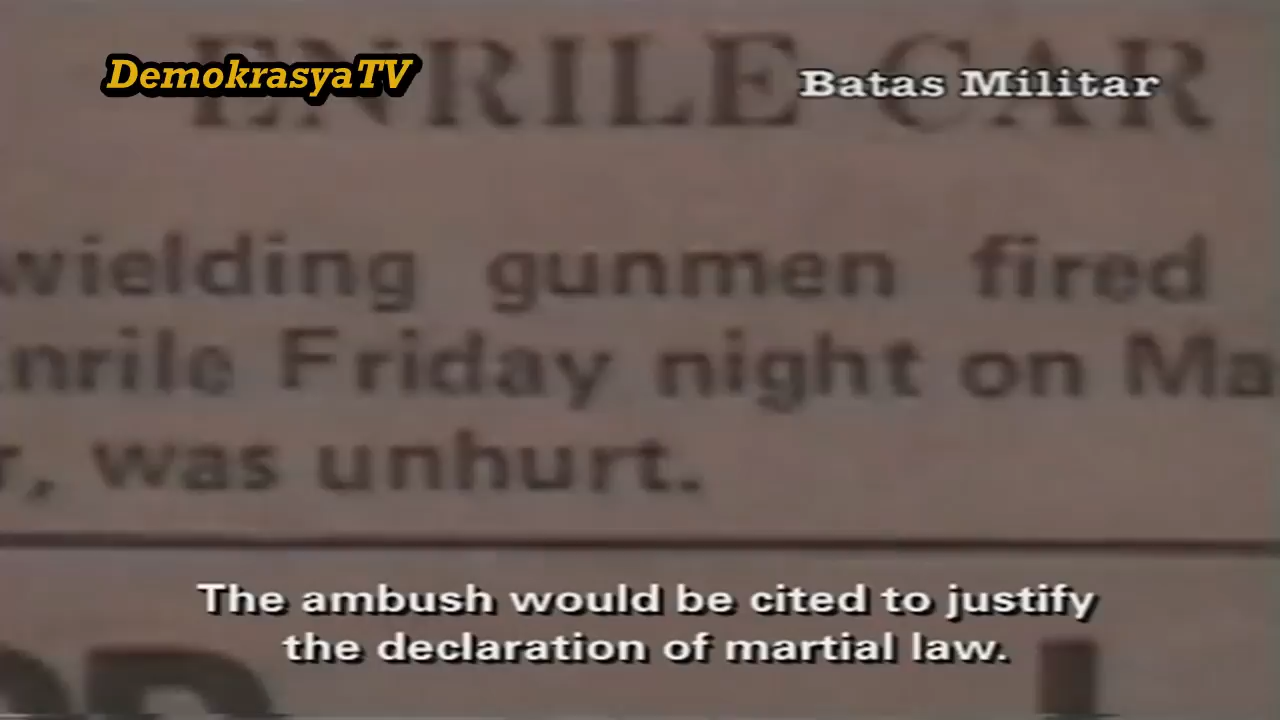 ENRILE CAR
DemokrasyaTV
Batas Militar
wielding gunmen fired
nrile Friday night on Ma
r, was unhurt.
The ambush would be cited to justify
the declaration of martial law.